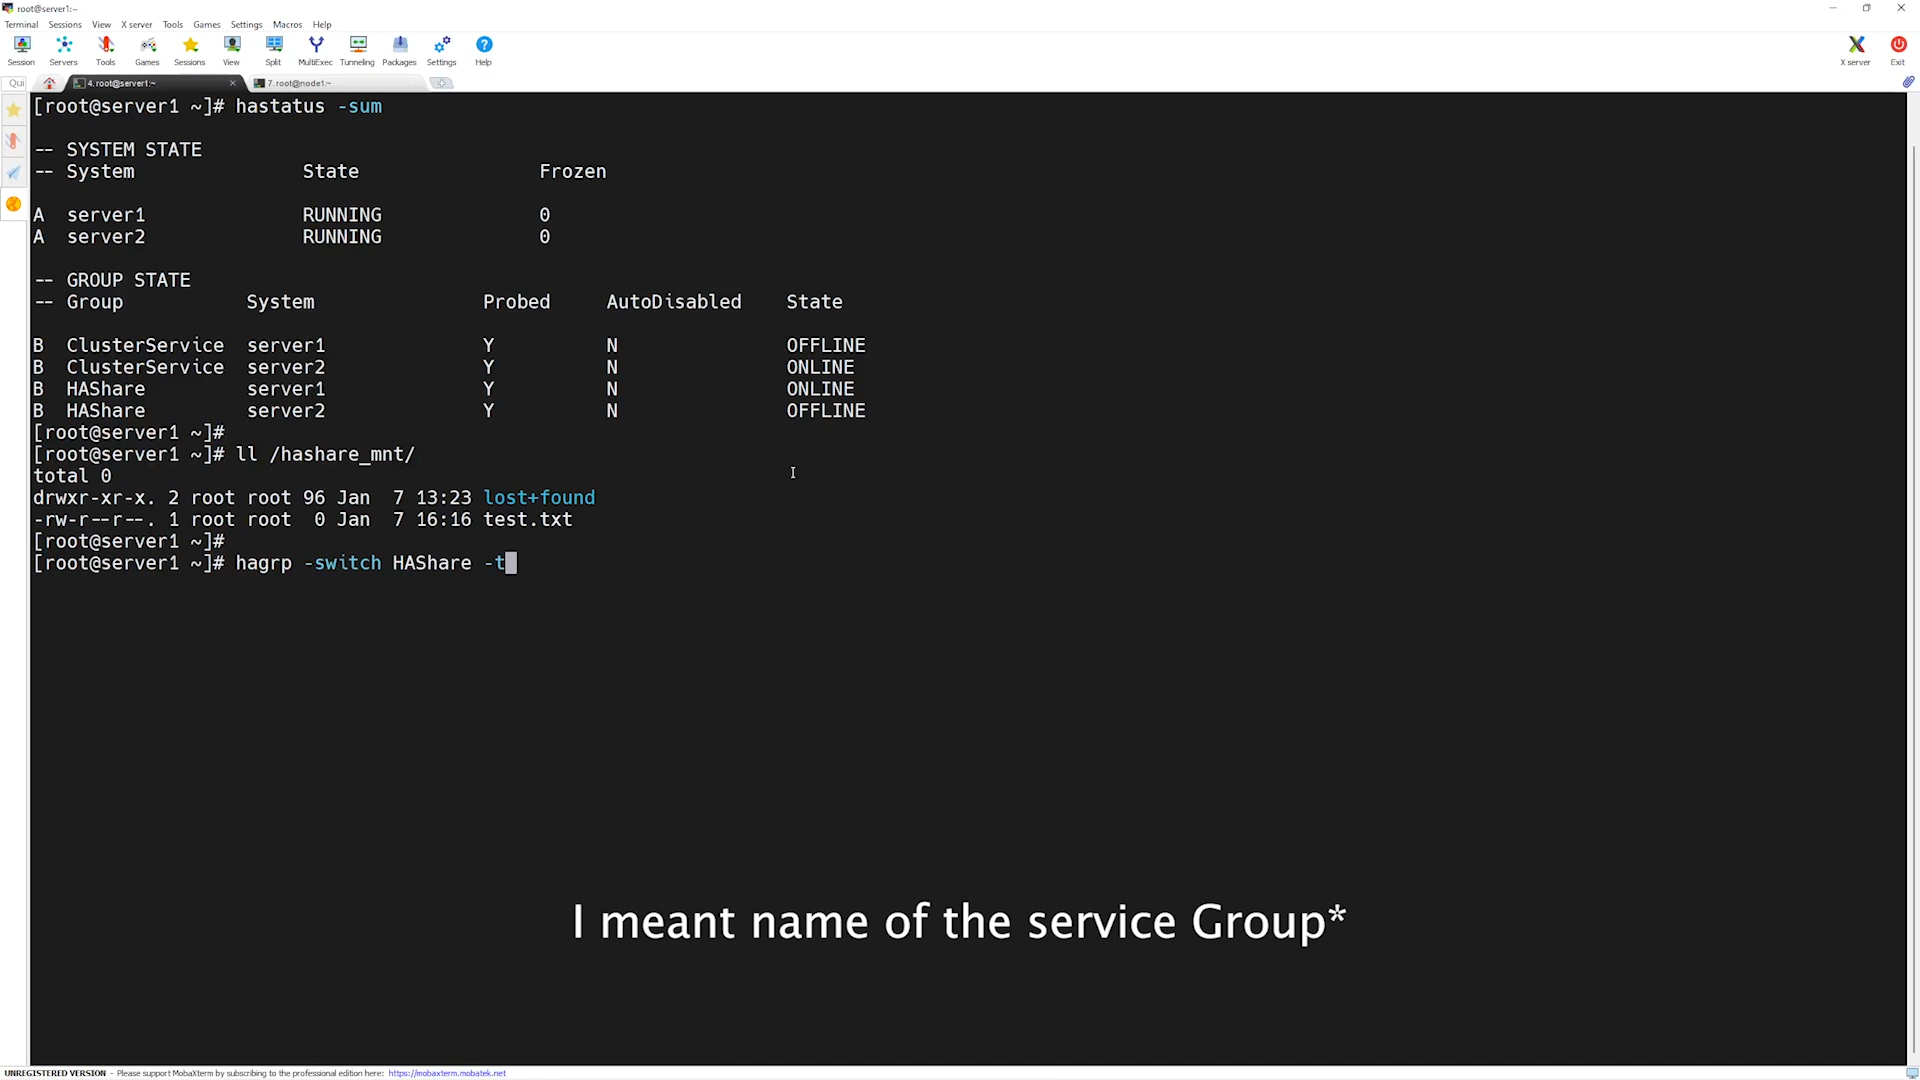 root@server1:~
Terminal Sessions View X server Tools Games Settings Macros Help
Session Servers Tools Games Sessions View Split MultiExec Tunneling Packages Settings Help X server Exit
Qui 4. root@server1:~ 7. root@node1:~
[root@server1 ~]# hastatus -sum
-- SYSTEM STATE
-- System State Frozen
A server1 RUNNING 0
A server2 RUNNING 0
-- GROUP STATE
-- Group System Probed AutoDisabled State
B ClusterService server1 Y N OFFLINE
B ClusterService server2 Y N ONLINE
B HAShare server1 Y N ONLINE
B HAShare server2 Y N OFFLINE
[root@server1 ~]#
[root@server1 ~]# ll /hashare_mnt/
total 0
drwxr-xr-x. 2 root root 96 Jan 7 13:23 lost+found
-rw-r--r--. 1 root root 0 Jan 7 16:16 test.txt
[root@server1 ~]#
[root@server1 ~]# hagrp -switch HAShare -t
I meant name of the service Group*
UNREGISTERED VERSION - Please support MobaXterm by subscribing to the professional edition here: https://mobaxterm.mobatek.net